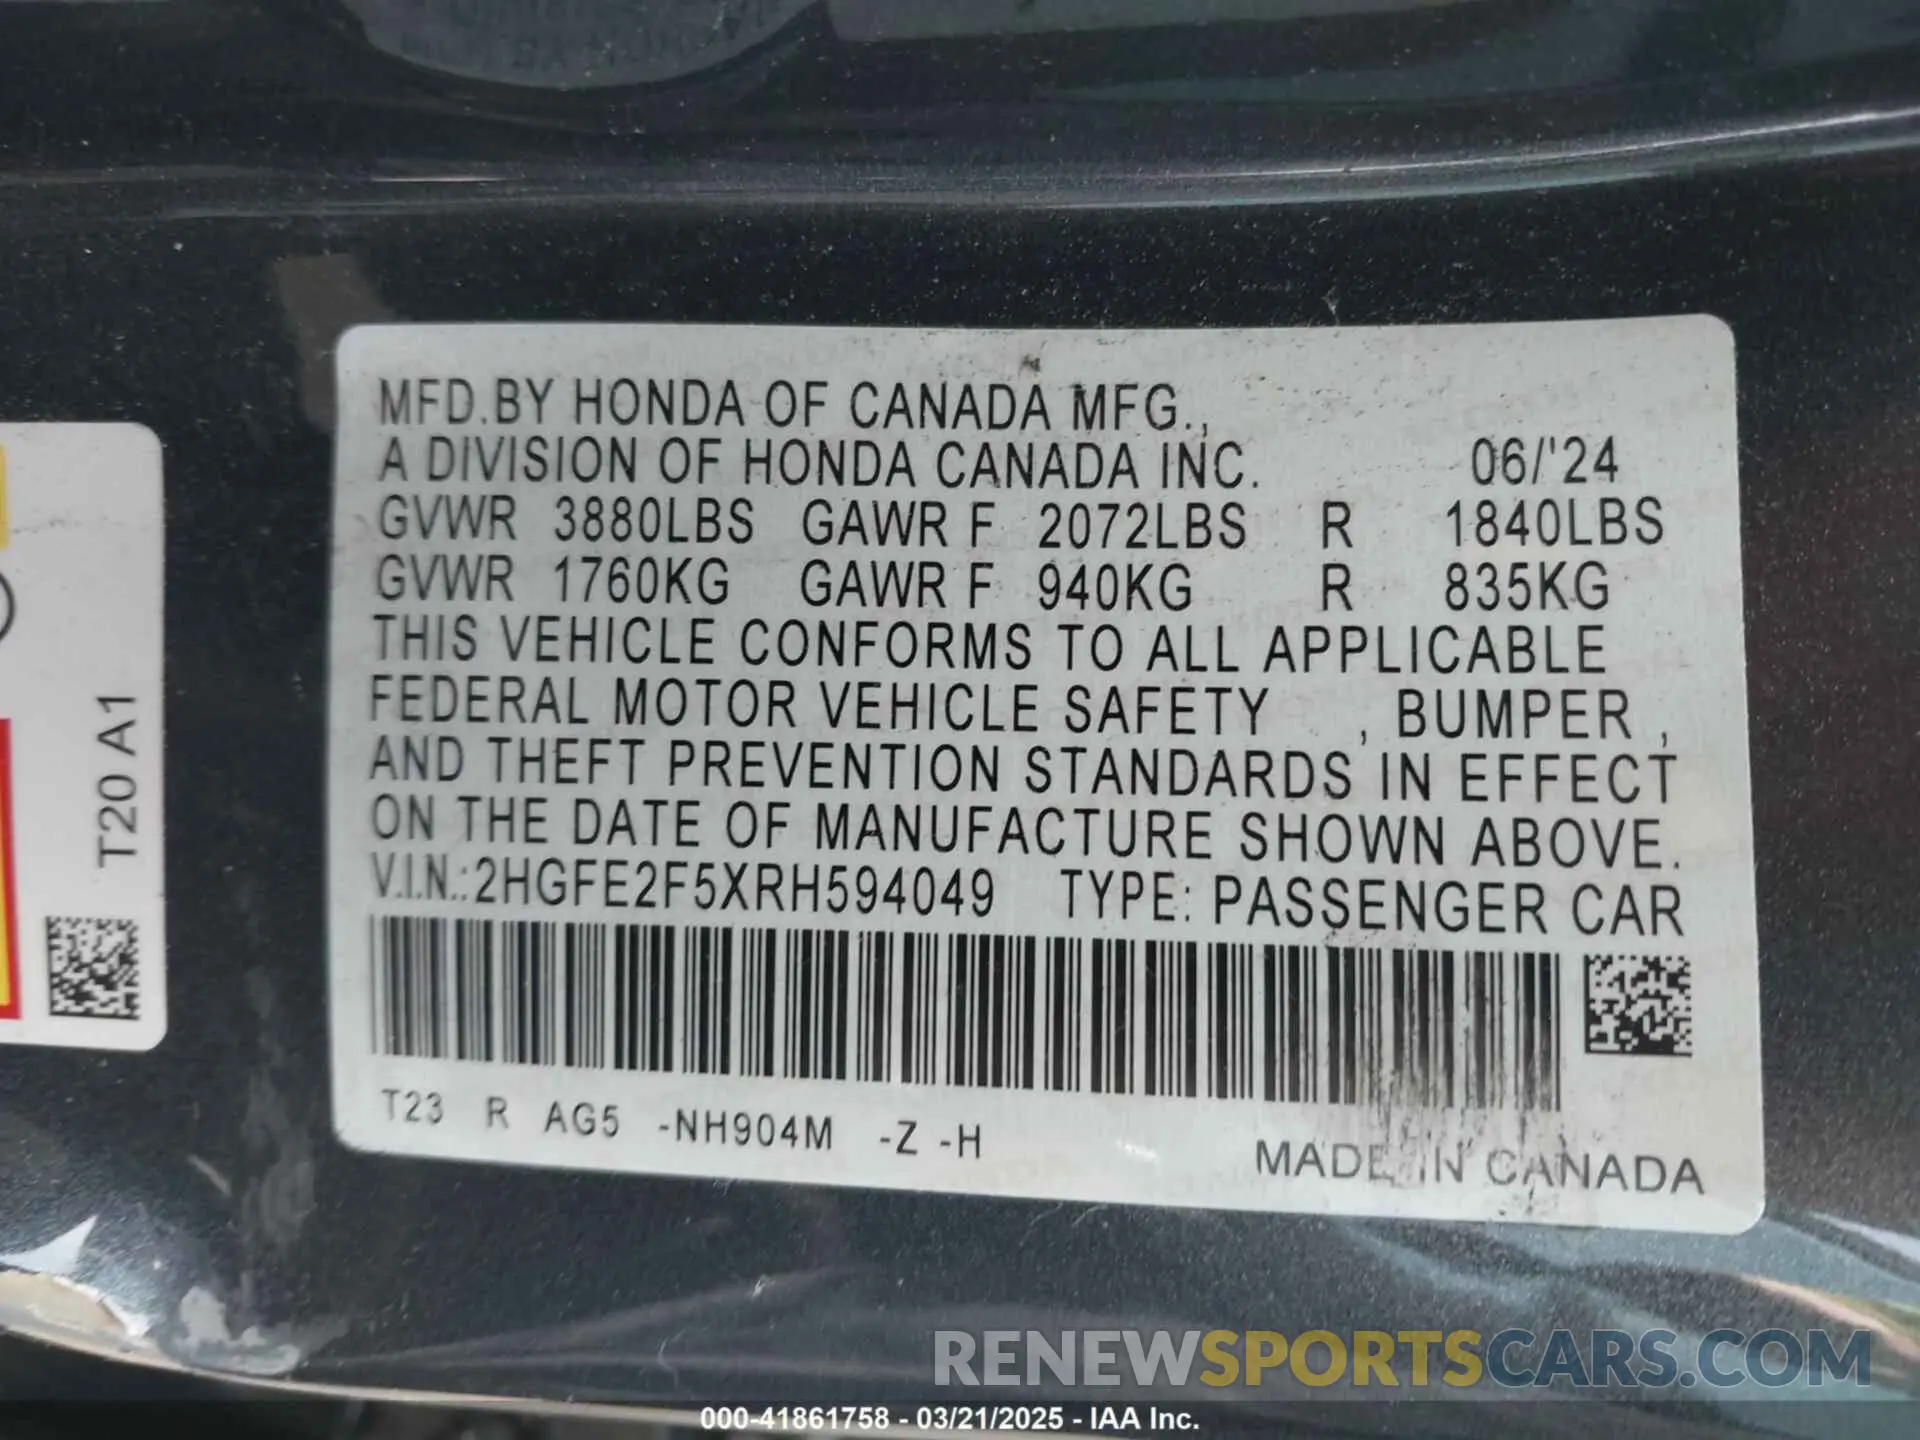 MFD.BY HONDA OF CANADA MFG.,
A DIVISION OF HONDA CANADA INC. 06/'24
GVWR 3880LBS GAWR F 2072LBS R 1840LBS
GVWR 1760KG GAWR F 940KG R 835KG
THIS VEHICLE CONFORMS TO ALL APPLICABLE
FEDERAL MOTOR VEHICLE SAFETY , BUMPER ,
AND THEFT PREVENTION STANDARDS IN EFFECT
ON THE DATE OF MANUFACTURE SHOWN ABOVE.
V.I.N.:2HGFE2F5XRH594049 TYPE: PASSENGER CAR
T23 R AG5 -NH904M -Z -H
MADE IN CANADA
T20 A1
RENEWSPORTSCARS.COM
000-41861758 - 03/21/2025 - IAA Inc.